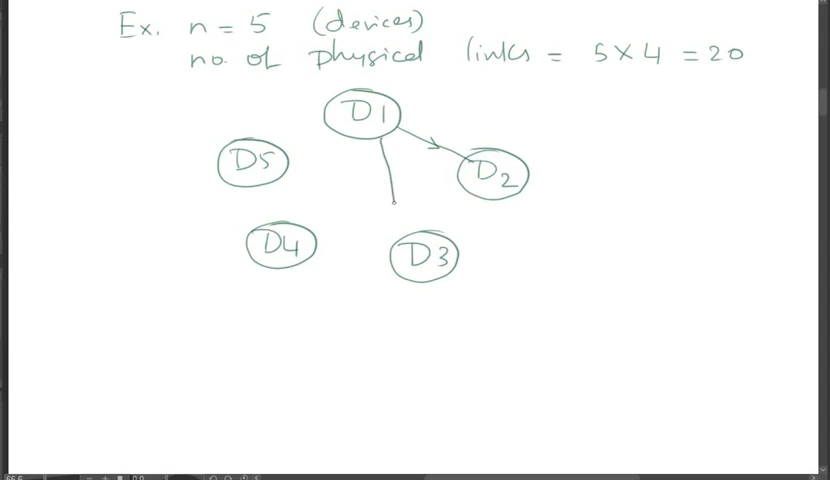 Ex. n = 5 (devices)
no. of physical links = 5 X 4 = 20
D1
D5
D2
D4
D3